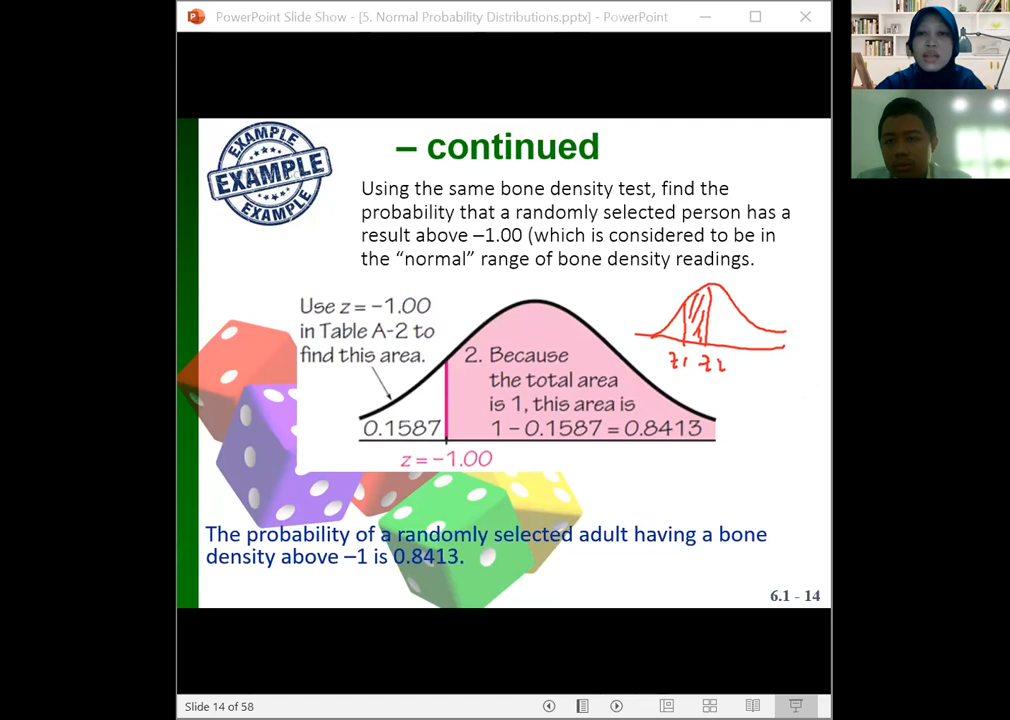 PowerPoint Slide Show - [5. Normal Probability Distributions.pptx] - PowerPoint
EXAMPLE
EXAMPLE
EXAMPLE
– continued
Using the same bone density test, find the
probability that a randomly selected person has a
result above –1.00 (which is considered to be in
the “normal” range of bone density readings.
Use z = –1.00
in Table A-2 to
find this area.
2. Because
the total area
is 1, this area is
1 – 0.1587 = 0.8413
0.1587
z = –1.00
z1 z2
The probability of a randomly selected adult having a bone
density above –1 is 0.8413.
6.1 - 14
Slide 14 of 58